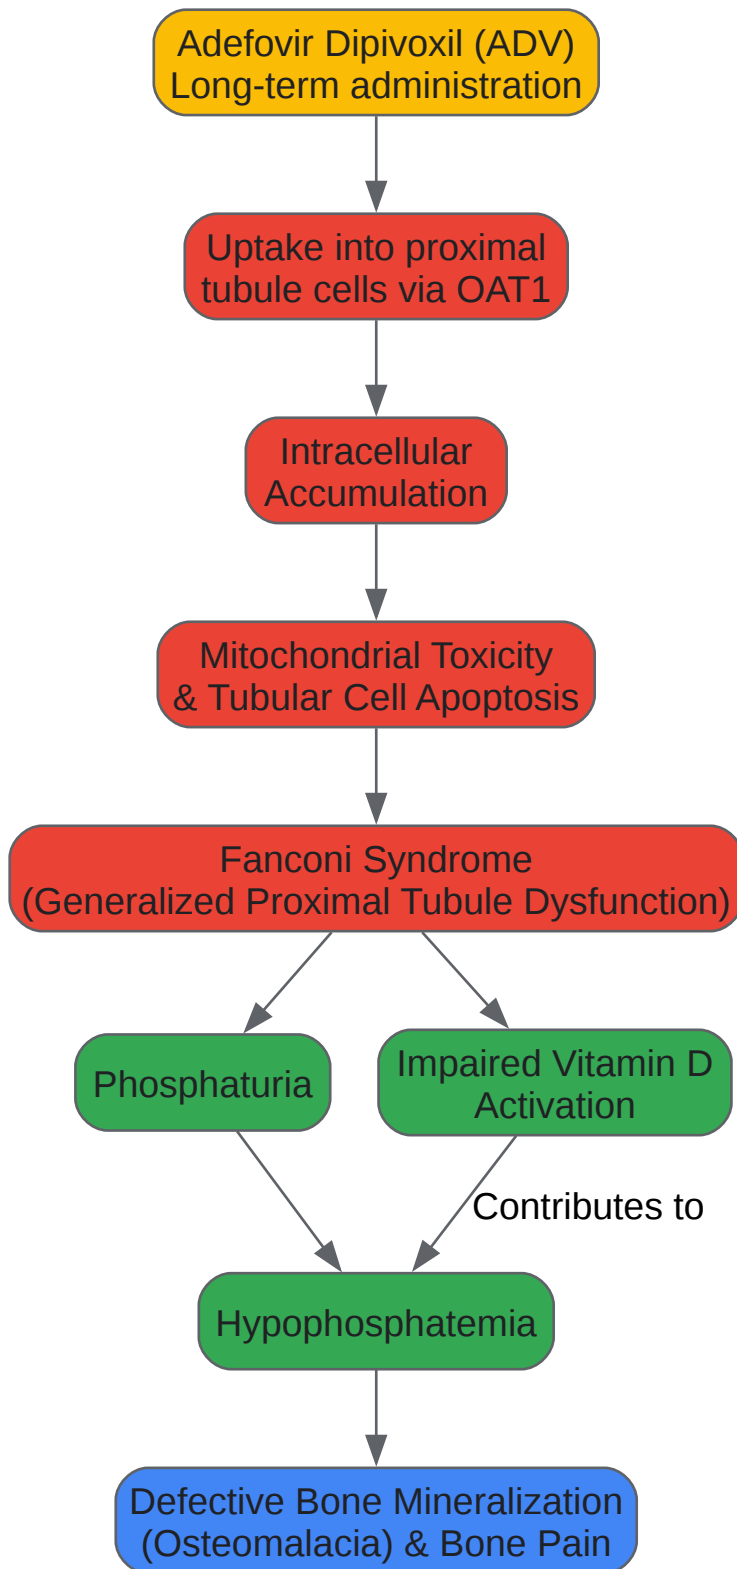 Adefovir Dipivoxil (ADV)
Long-term administration
Uptake into proximal
tubule cells via OAT1
Intracellular
Accumulation
Mitochondrial Toxicity
& Tubular Cell Apoptosis
Fanconi Syndrome
(Generalized Proximal Tubule Dysfunction)
Phosphaturia
Impaired Vitamin D
Activation
Contributes to
Hypophosphatemia
Defective Bone Mineralization
(Osteomalacia) & Bone Pain